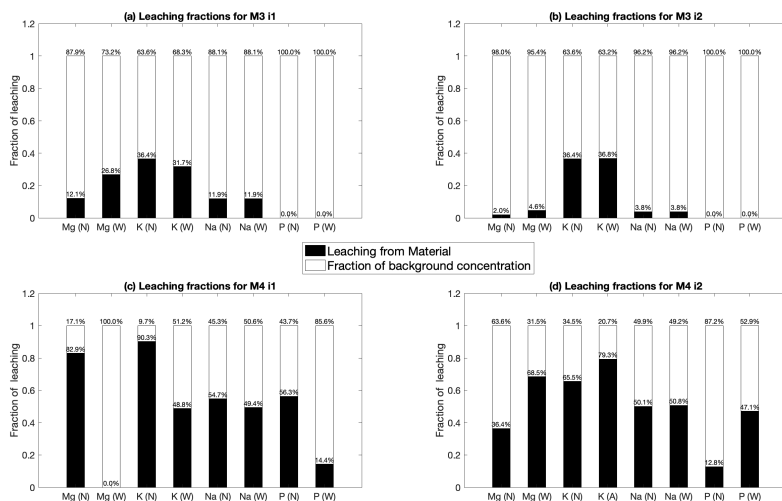 (a) Leaching fractions for M3 i1
1.2
87.9% 73.2% 63.6% 68.3% 88.1% 88.1% 100.0% 100.0%
1
0.8
0.6
0.4
36.4% 31.7%
26.8%
0.2
12.1% 11.9% 11.9%
0.0% 0.0%
0
Mg (N) Mg (W) K (N) K (W) Na (N) Na (W) P (N) P (W)
Fraction of leaching
(b) Leaching fractions for M3 i2
1.2
98.0% 95.4% 63.6% 63.2% 96.2% 96.2% 100.0% 100.0%
1
0.8
0.6
0.4
36.4% 36.8%
0.2
2.0% 4.6% 3.8% 3.8% 0.0% 0.0%
0
Mg (N) Mg (W) K (N) K (W) Na (N) Na (W) P (N) P (W)
Fraction of leaching
Leaching from Material
Fraction of background concentration
(c) Leaching fractions for M4 i1
1.2
17.1% 100.0% 9.7% 51.2% 45.3% 50.6% 43.7% 85.6%
1
90.3%
82.9%
0.8
0.6
54.7% 56.3%
48.8% 49.4%
0.4
0.2
14.4%
0.0%
0
Mg (N) Mg (W) K (N) K (W) Na (N) Na (W) P (N) P (W)
Fraction of leaching
(d) Leaching fractions for M4 i2
1.2
63.6% 31.5% 34.5% 20.7% 49.9% 49.2% 87.2% 52.9%
1
0.8
79.3%
68.5% 65.5%
0.6
50.1% 50.8%
47.1%
0.4
36.4%
0.2
12.8%
0
Mg (N) Mg (W) K (N) K (A) Na (N) Na (W) P (N) P (W)
Fraction of leaching